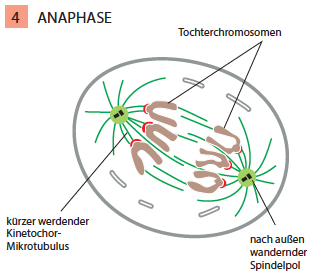 4 ANAPHASE
Tochterchromosomen
kürzer werdender
Kinetochor-
Mikrotubulus
nach außen
wandernder
Spindelpol